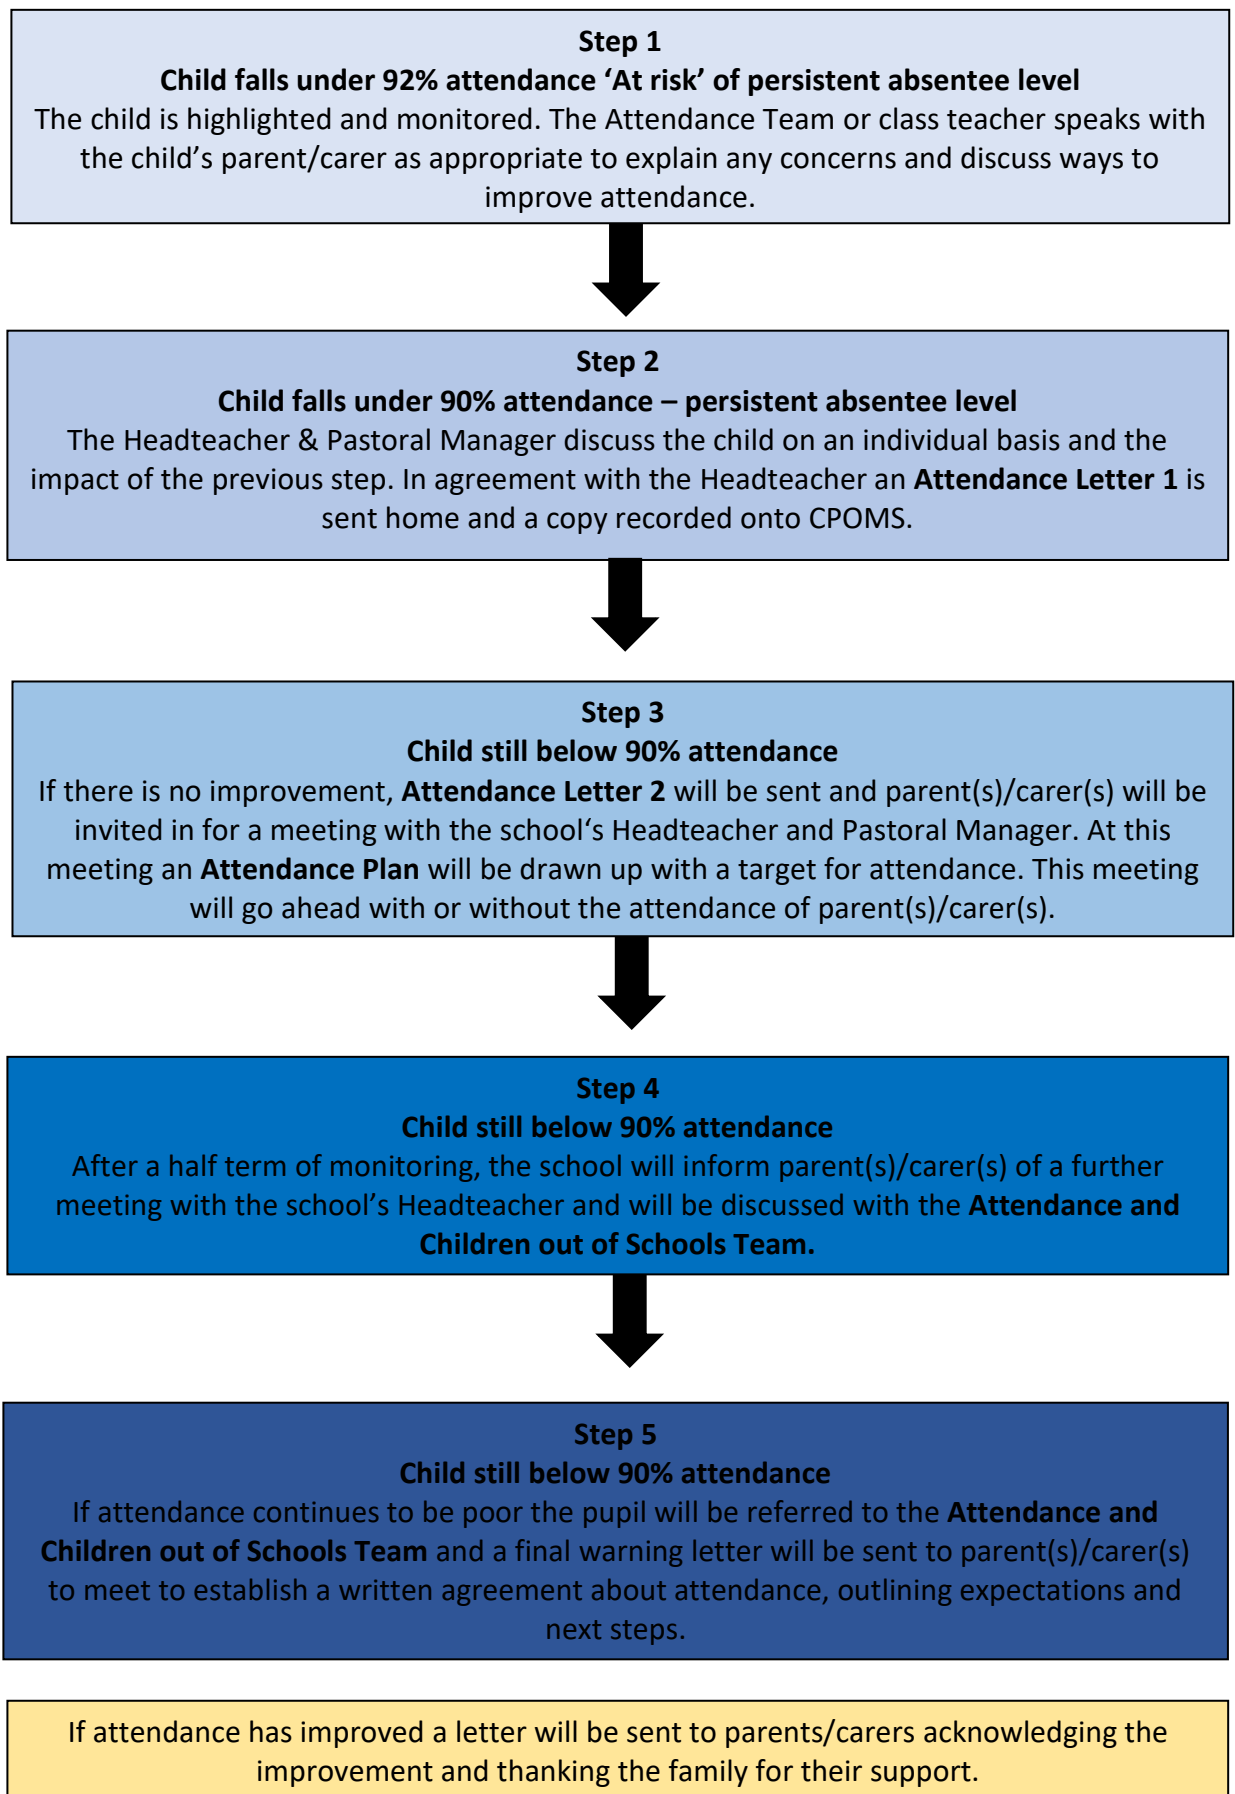 Step 1
Child falls under 92% attendance ‘At risk’ of persistent absentee level
The child is highlighted and monitored. The Attendance Team or class teacher speaks with
the child’s parent/carer as appropriate to explain any concerns and discuss ways to
improve attendance.
Step 2
Child falls under 90% attendance – persistent absentee level
The Headteacher & Pastoral Manager discuss the child on an individual basis and the
impact of the previous step. In agreement with the Headteacher an Attendance Letter 1 is
sent home and a copy recorded onto CPOMS.
Step 3
Child still below 90% attendance
If there is no improvement, Attendance Letter 2 will be sent and parent(s)/carer(s) will be
invited in for a meeting with the school‘s Headteacher and Pastoral Manager. At this
meeting an Attendance Plan will be drawn up with a target for attendance. This meeting
will go ahead with or without the attendance of parent(s)/carer(s).
Step 4
Child still below 90% attendance
After a half term of monitoring, the school will inform parent(s)/carer(s) of a further
meeting with the school’s Headteacher and will be discussed with the Attendance and
Children out of Schools Team.
Step 5
Child still below 90% attendance
If attendance continues to be poor the pupil will be referred to the Attendance and
Children out of Schools Team and a final warning letter will be sent to parent(s)/carer(s)
to meet to establish a written agreement about attendance, outlining expectations and
next steps.
If attendance has improved a letter will be sent to parents/carers acknowledging the
improvement and thanking the family for their support.